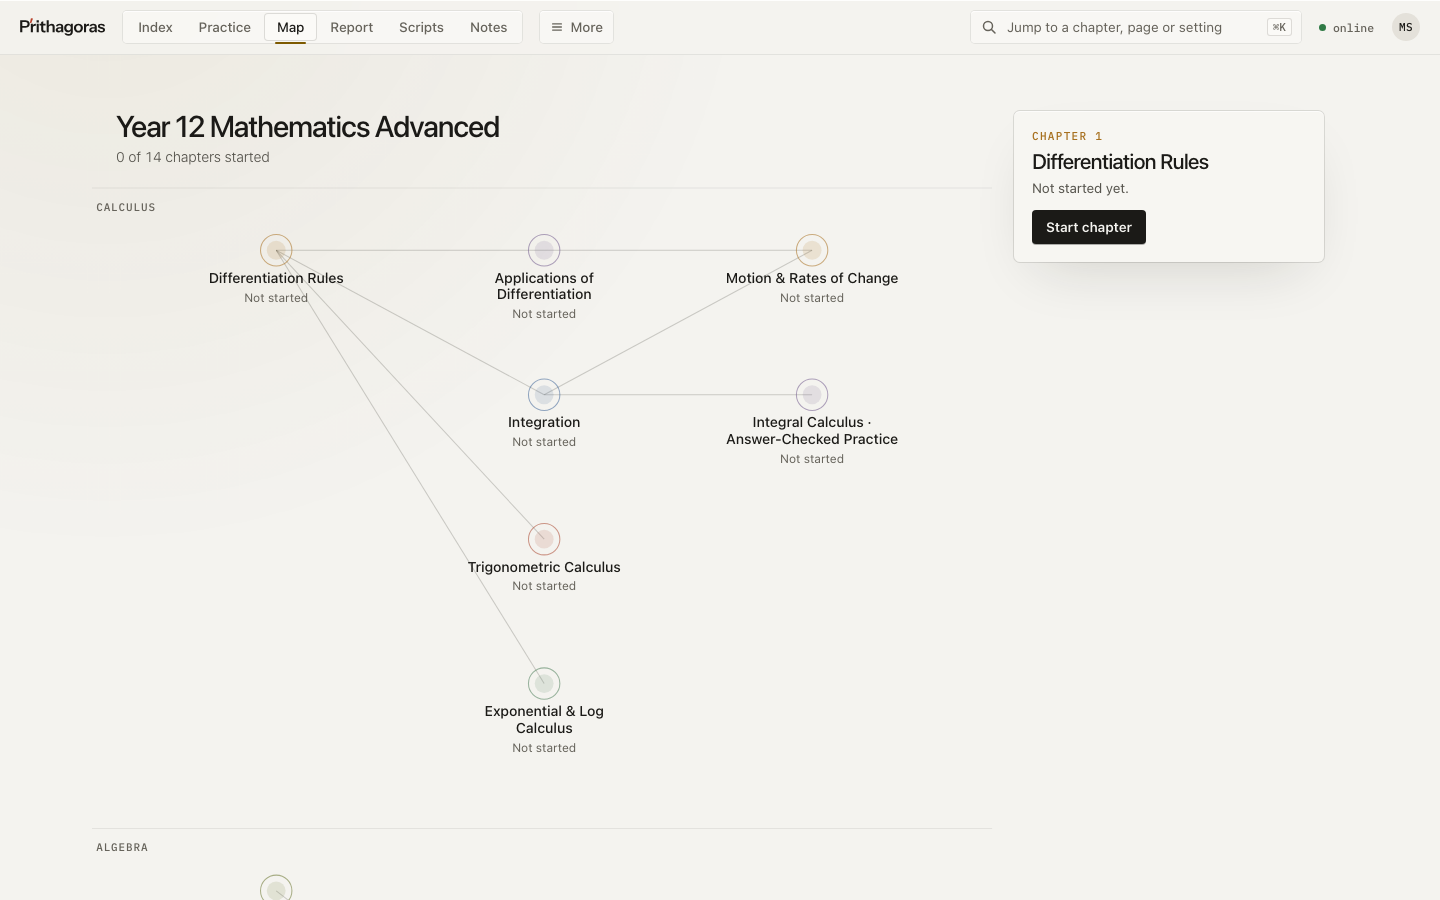 Prithagoras
Index
Practice
Map
Report
Scripts
Notes
More
Jump to a chapter, page or setting
⌘K
online
MS
Year 12 Mathematics Advanced
0 of 14 chapters started
CHAPTER 1
Differentiation Rules
Not started yet.
Start chapter
CALCULUS
Differentiation Rules
Not started
Applications of
Differentiation
Not started
Motion & Rates of Change
Not started
Integration
Not started
Integral Calculus ·
Answer-Checked Practice
Not started
Trigonometric Calculus
Not started
Exponential & Log
Calculus
Not started
ALGEBRA